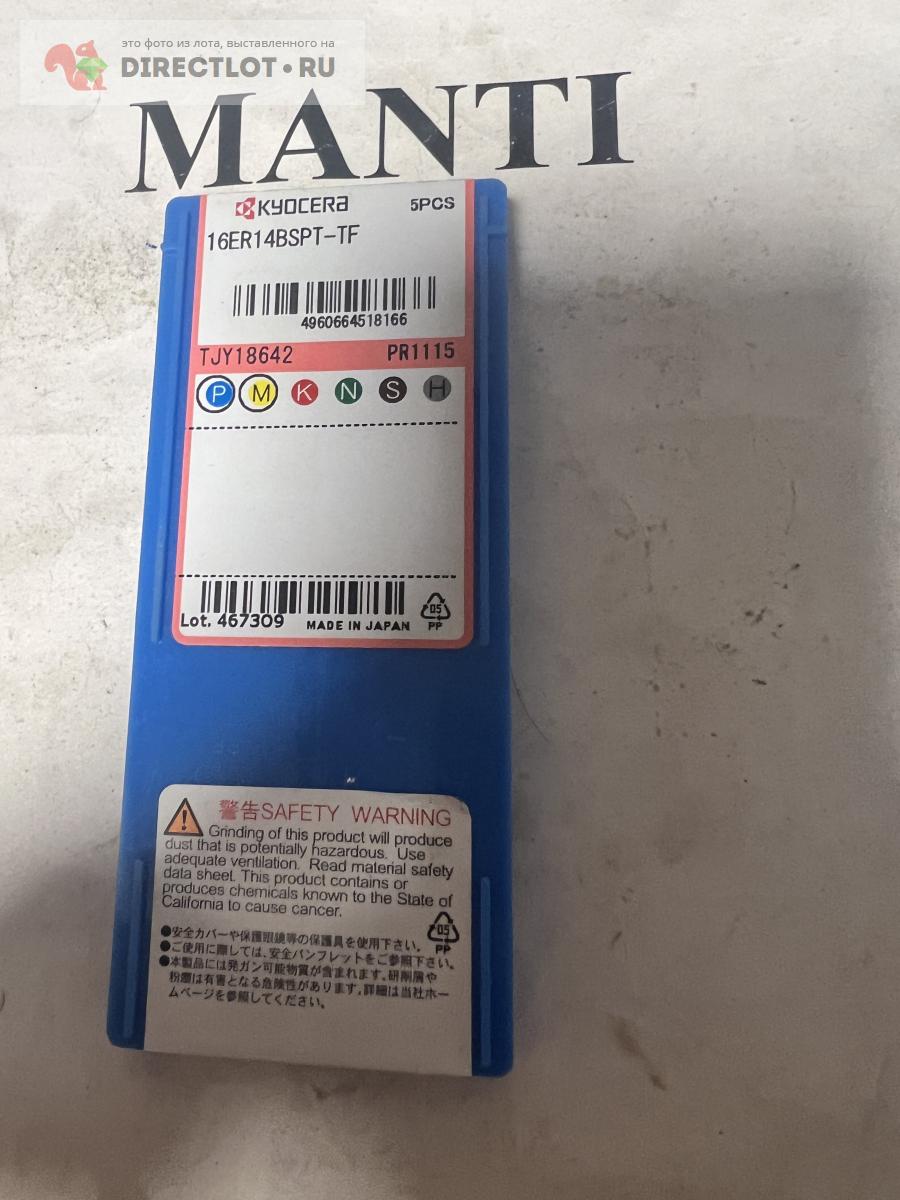 это фото из лота, выставленного на
DIRECTLOT•RU
MANTI
KYOCERA 5PCS
16ER14BSPT-TF
4960664518166
TJY18642 PR1115
P M K N S H
Lot. 467309 MADE IN JAPAN 05 PP
警告SAFETY WARNING
Grinding of this product will produce
dust that is potentially hazardous. Use
adequate ventilation. Read material safety
data sheet. This product contains or
produces chemicals known to the State of
California to cause cancer.
05 PP
●安全カバーや保護眼鏡等の保護具を使用下さい。
●ご使用に際しては、安全パンフレットをご参照下さい。
●本製品には発ガン可能物質が含まれます。研削屑や
粉塵は有害となる危険性があります。詳細は当社ホー
ムページを参照してください。